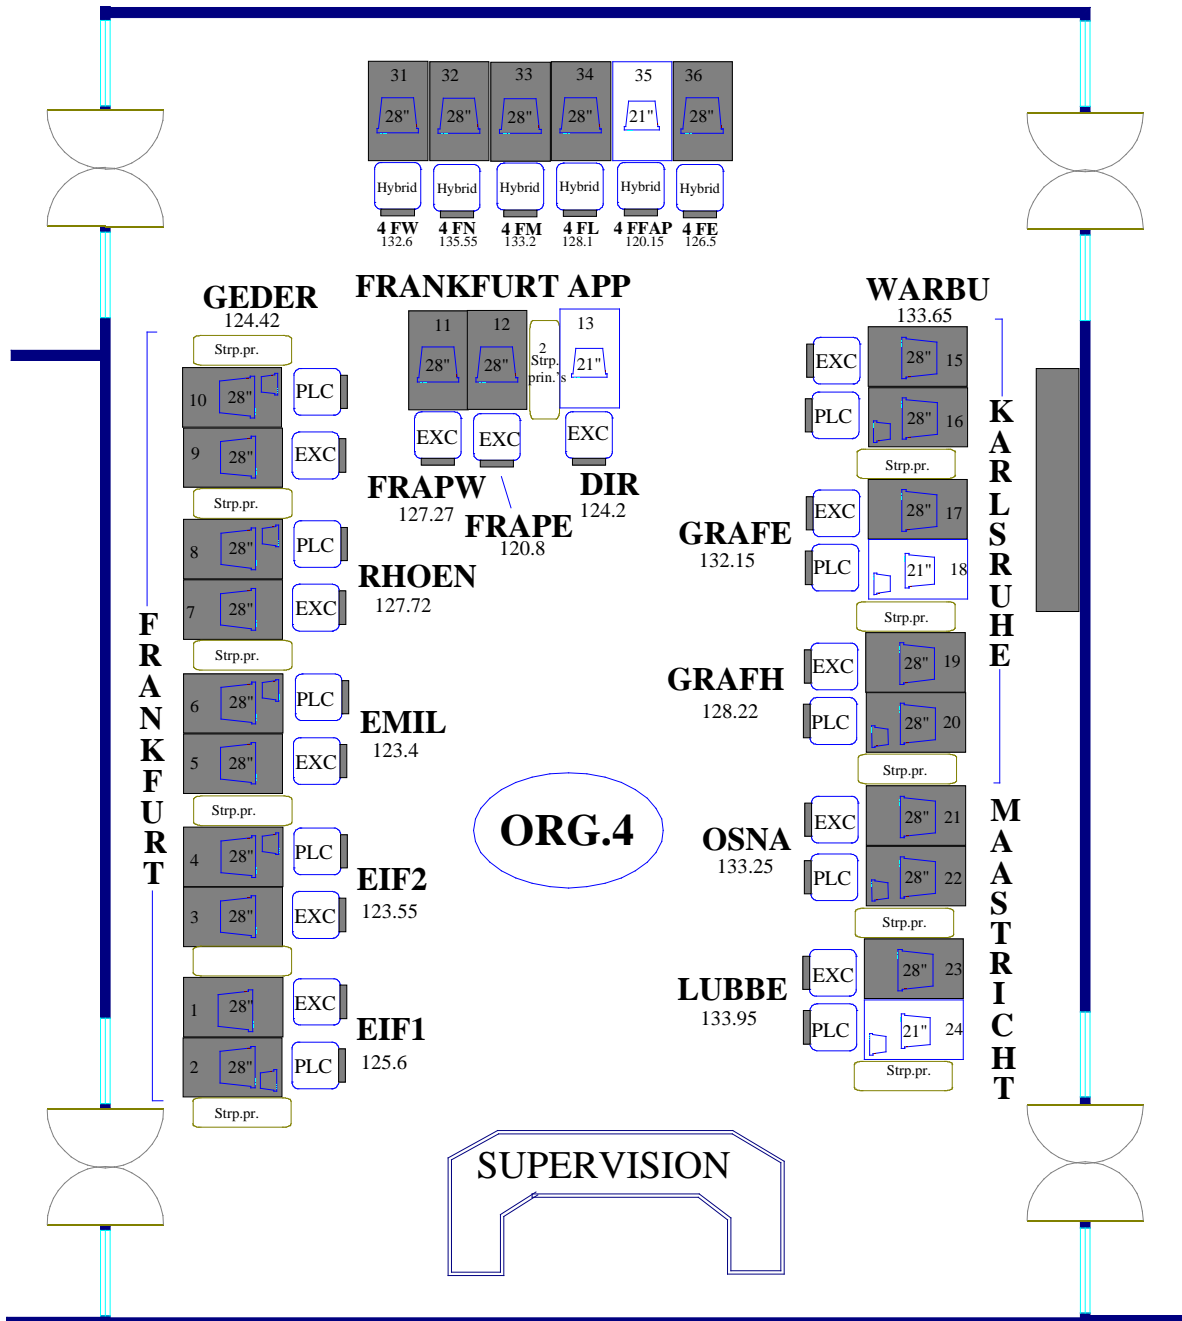 31 32 33 34 35 36
28" 28" 28" 28" 21" 28"
Hybrid Hybrid Hybrid Hybrid Hybrid Hybrid
4 FW 4 FN 4 FM 4 FL 4 FFAP 4 FE
132.6 135.55 133.2 128.1 120.15 126.5
FRANKFURT APP
11 12 13
28" 28" 21"
2
Strp.
prin.'s
EXC EXC EXC
FRAPW
127.27
FRAPE
120.8
DIR
124.2
FRANKFURT
GEDER
124.42
Strp.pr.
10 28" PLC
9 28" EXC
Strp.pr.
8 28" PLC
RHOEN
127.72
7 28" EXC
Strp.pr.
6 28" PLC
EMIL
123.4
5 28" EXC
Strp.pr.
4 28" PLC
EIF2
123.55
3 28" EXC
1 28" EXC
EIF1
125.6
2 28" PLC
Strp.pr.
ORG.4
KARLSRUHE
WARBU
133.65
EXC 28" 15
PLC 28" 16
Strp.pr.
GRAFE
132.15
EXC 28" 17
PLC 21" 18
Strp.pr.
GRAFH
128.22
EXC 28" 19
PLC 28" 20
Strp.pr.
MAASTRICHT
OSNA
133.25
EXC 28" 21
PLC 28" 22
Strp.pr.
LUBBE
133.95
EXC 28" 23
PLC 21" 24
Strp.pr.
SUPERVISION